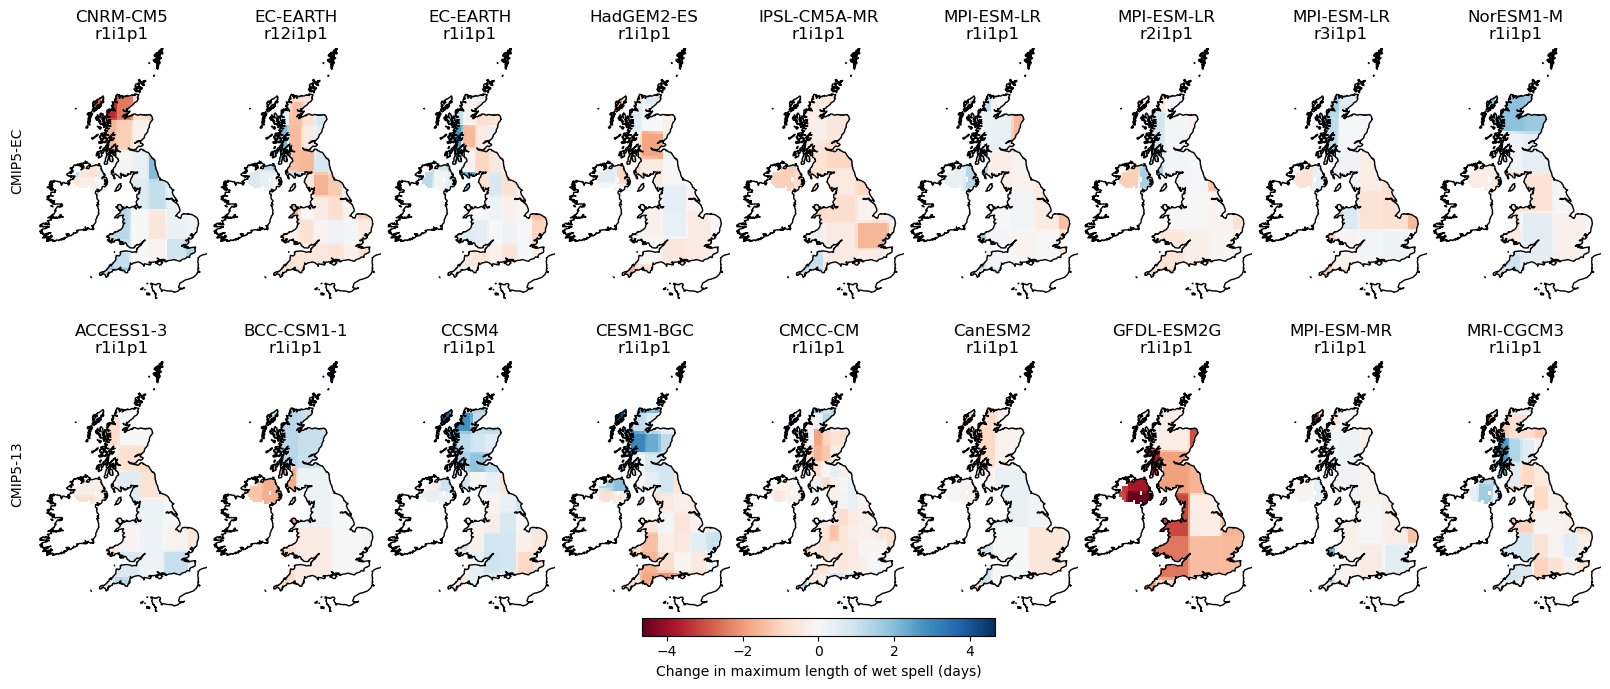 CNRM-CM5 EC-EARTH EC-EARTH HadGEM2-ES IPSL-CM5A-MR MPI-ESM-LR MPI-ESM-LR MPI-ESM-LR NorESM1-M
r1i1p1 r12i1p1 r1i1p1 r1i1p1 r1i1p1 r1i1p1 r2i1p1 r3i1p1 r1i1p1
CMIP5-EC
ACCESS1-3 BCC-CSM1-1 CCSM4 CESM1-BGC CMCC-CM CanESM2 GFDL-ESM2G MPI-ESM-MR MRI-CGCM3
r1i1p1 r1i1p1 r1i1p1 r1i1p1 r1i1p1 r1i1p1 r1i1p1 r1i1p1 r1i1p1
CMIP5-13
−4 −2 0 2 4
Change in maximum length of wet spell (days)